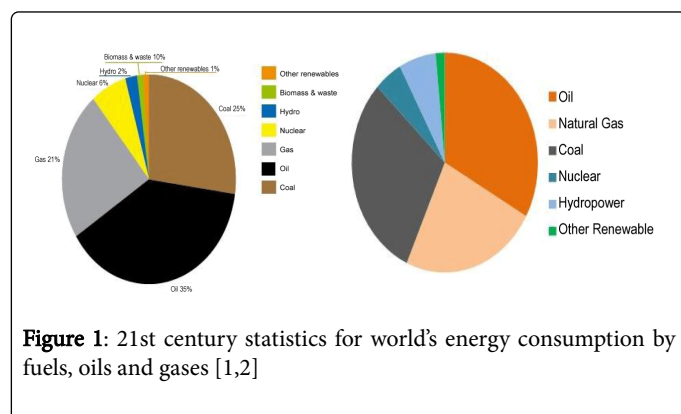 Biomass & waste 10%
Hydro 2%
Other renewables 1%
Nuclear 6%
Coal 25%
Gas 21%
Oil 35%
Other renewables
Biomass & waste
Hydro
Nuclear
Gas
Oil
Coal
Oil
Natural Gas
Coal
Nuclear
Hydropower
Other Renewable
Figure 1: 21st century statistics for world's energy consumption by
fuels, oils and gases [1,2]